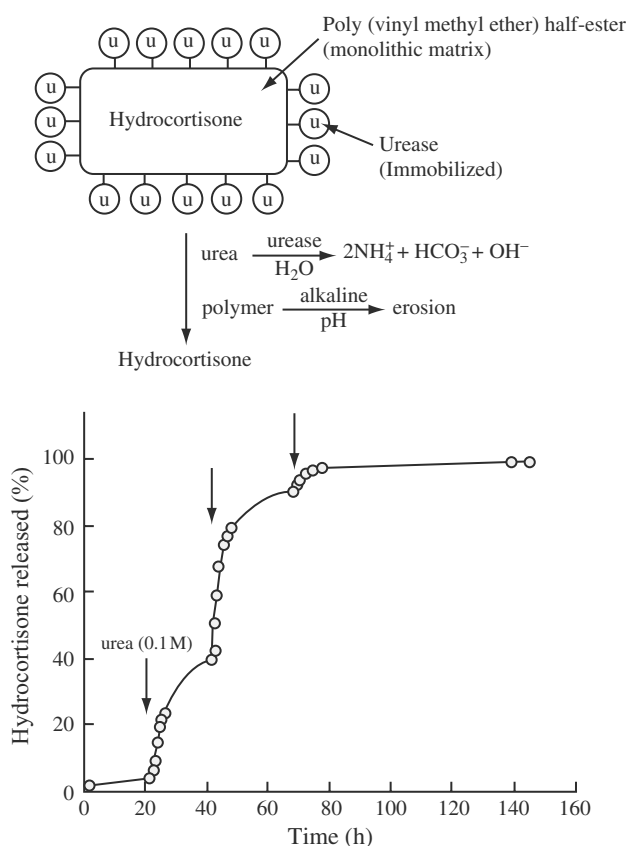 u u u u u
Poly (vinyl methyl ether) half-ester
(monolithic matrix)
u u u
Hydrocortisone
u u u
Urease
(Immobilized)
u u u u u
urea urease H₂O 2NH₄⁺ + HCO₃⁻ + OH⁻
polymer alkaline pH erosion
Hydrocortisone
Hydrocortisone released (%)
100
80
60
40
20
0
urea (0.1M)
0 20 40 60 80 100 120 140 160
Time (h)